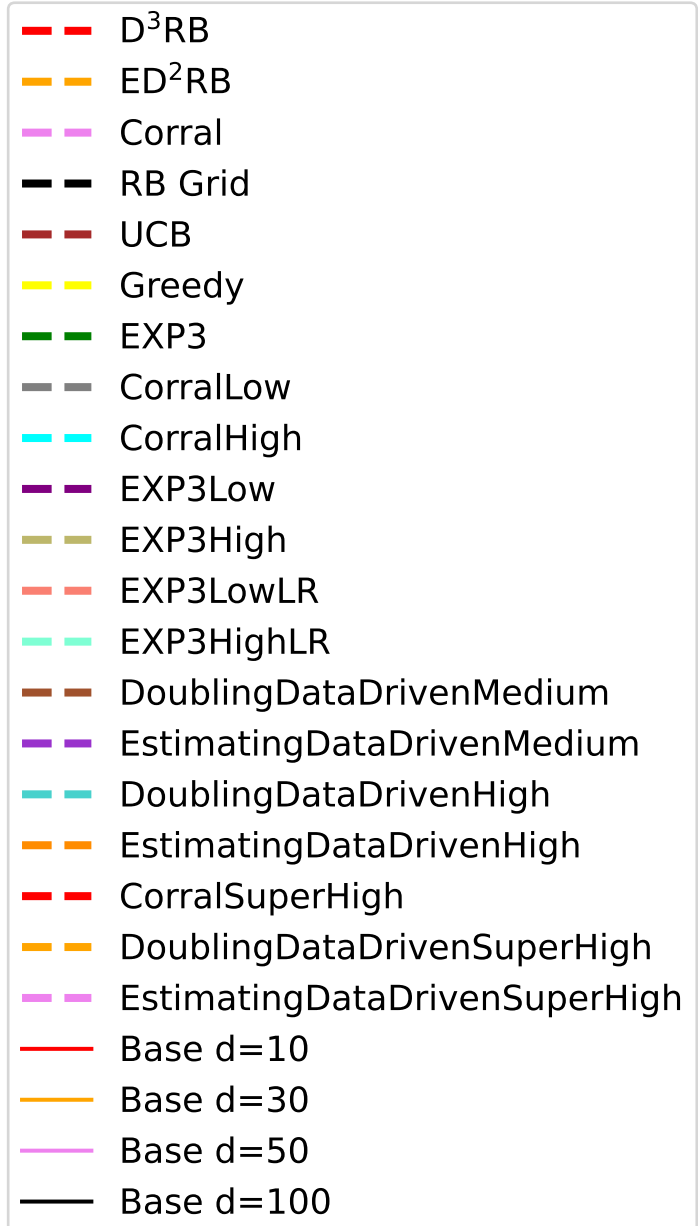 D³RB
ED²RB
Corral
RB Grid
UCB
Greedy
EXP3
CorralLow
CorralHigh
EXP3Low
EXP3High
EXP3LowLR
EXP3HighLR
DoublingDataDrivenMedium
EstimatingDataDrivenMedium
DoublingDataDrivenHigh
EstimatingDataDrivenHigh
CorralSuperHigh
DoublingDataDrivenSuperHigh
EstimatingDataDrivenSuperHigh
Base d=10
Base d=30
Base d=50
Base d=100